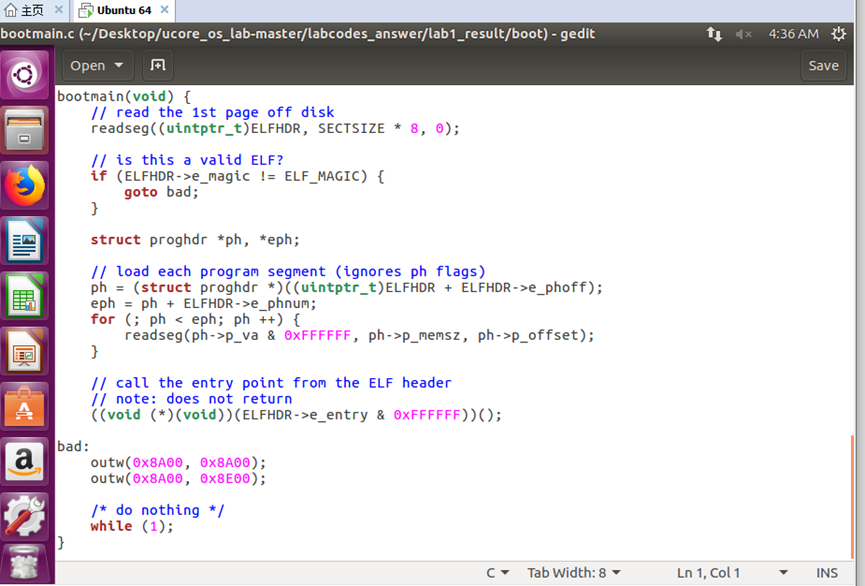 主页 × Ubuntu 64 ×
bootmain.c (~/Desktop/ucore_os_lab-master/labcodes_answer/lab1_result/boot) - gedit 4:36 AM
Open Save
bootmain(void) {
    // read the 1st page off disk
    readseg((uintptr_t)ELFHDR, SECTSIZE * 8, 0);

    // is this a valid ELF?
    if (ELFHDR->e_magic != ELF_MAGIC) {
        goto bad;
    }

    struct proghdr *ph, *eph;

    // load each program segment (ignores ph flags)
    ph = (struct proghdr *)((uintptr_t)ELFHDR + ELFHDR->e_phoff);
    eph = ph + ELFHDR->e_phnum;
    for (; ph < eph; ph ++) {
        readseg(ph->p_va & 0xFFFFFF, ph->p_memsz, ph->p_offset);
    }

    // call the entry point from the ELF header
    // note: does not return
    ((void (*)(void))(ELFHDR->e_entry & 0xFFFFFF))();

bad:
    outw(0x8A00, 0x8A00);
    outw(0x8A00, 0x8E00);

    /* do nothing */
    while (1);
}
C Tab Width: 8 Ln 1, Col 1 INS